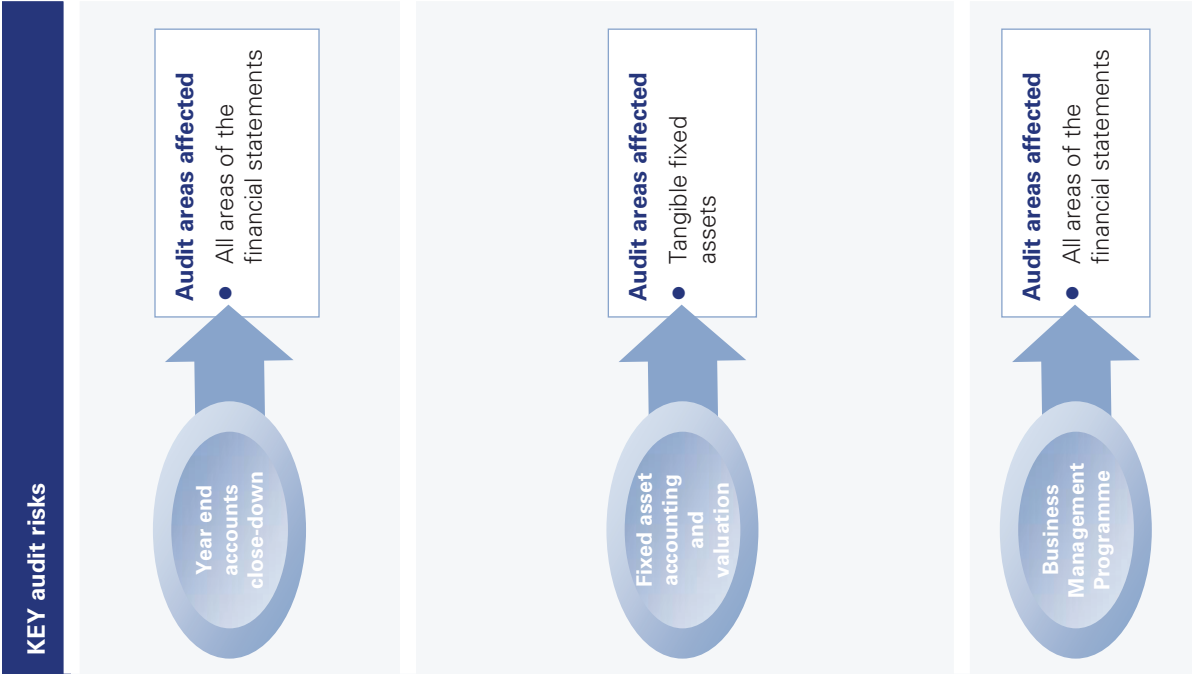 KEY audit risks
Year end
accounts
close-down
Audit areas affected
● All areas of the
financial statements
Fixed asset
accounting
and
valuation
Audit areas affected
● Tangible fixed
assets
Business
Management
Programme
Audit areas affected
● All areas of the
financial statements